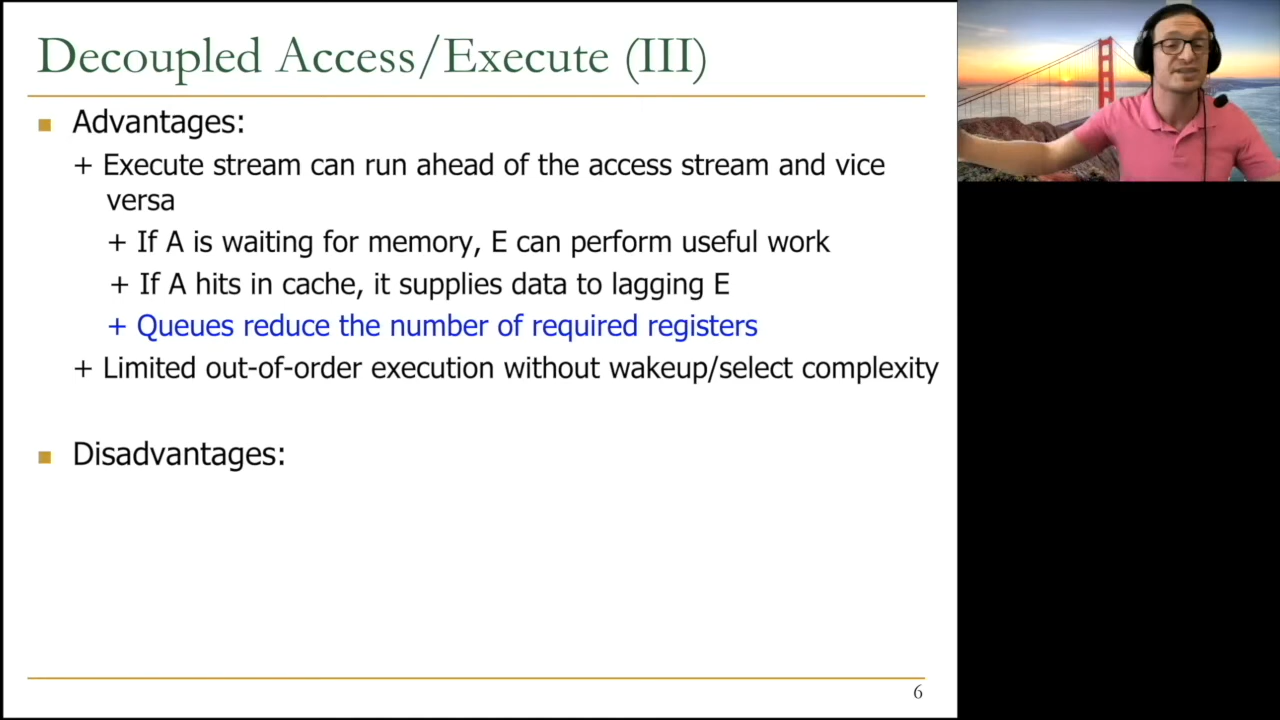 Decoupled Access/Execute (III)
Advantages:
+ Execute stream can run ahead of the access stream and vice
versa
+ If A is waiting for memory, E can perform useful work
+ If A hits in cache, it supplies data to lagging E
+ Queues reduce the number of required registers
+ Limited out-of-order execution without wakeup/select complexity
Disadvantages:
6